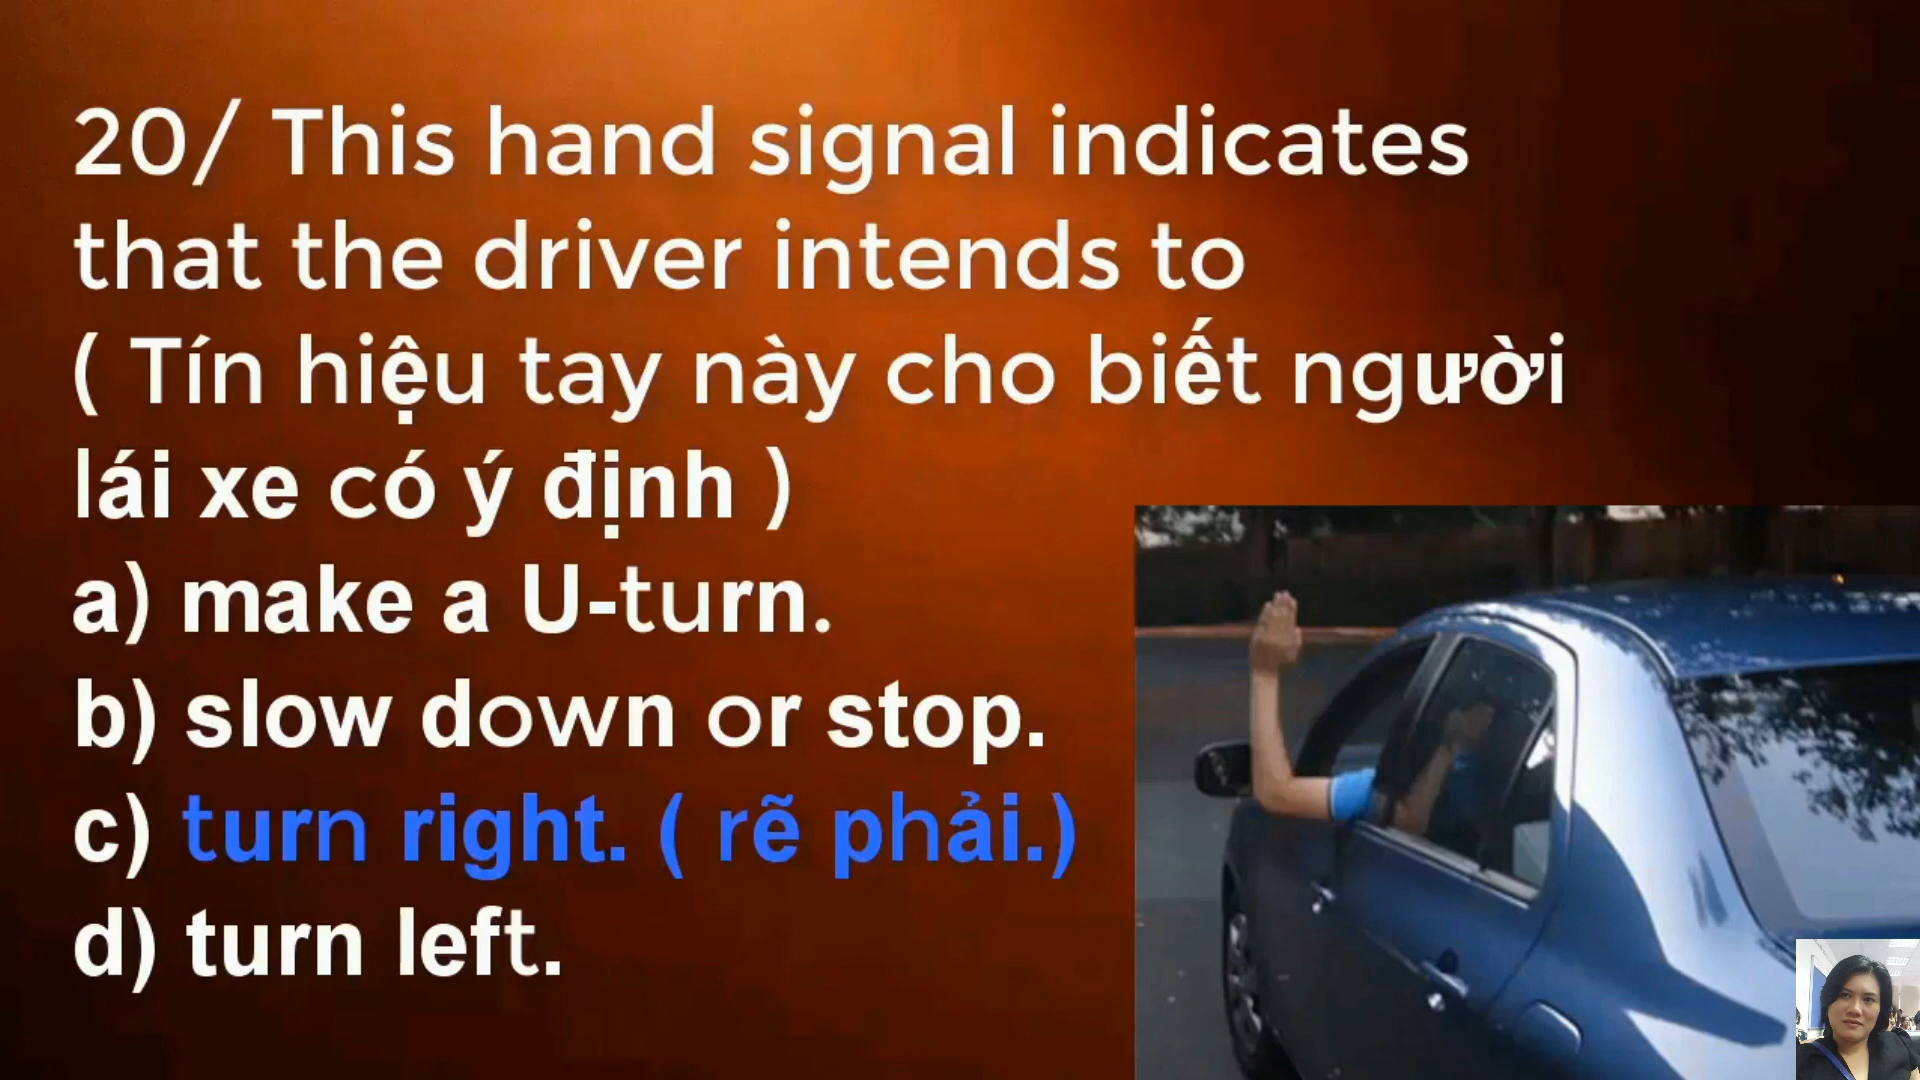 20/ This hand signal indicates
that the driver intends to
( Tín hiệu tay này cho biết người
lái xe có ý định )
a) make a U-turn.
b) slow down or stop.
c) turn right. ( rẽ phải.)
d) turn left.